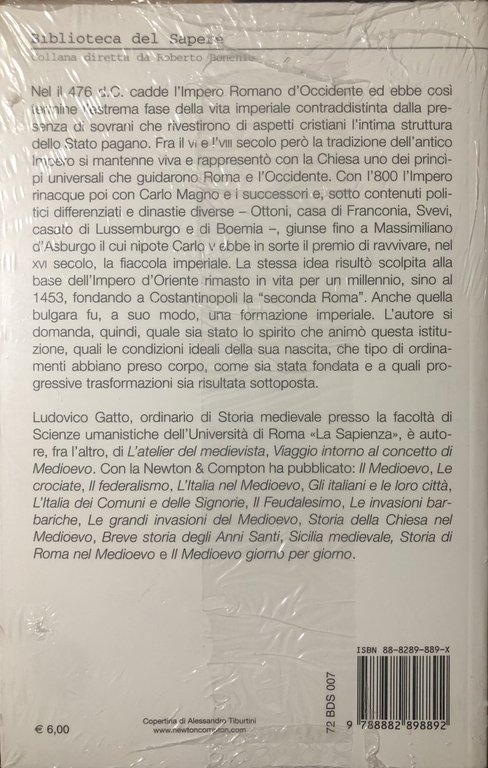 Biblioteca del Sapere
Collana diretta da Roberto Bonchio
Nel il 476 d.C. cadde l'Impero Romano d'Occidente ed ebbe così
termine l'estrema fase della vita imperiale contraddistinta dalla pre-
senza di sovrani che rivestirono di aspetti cristiani l'intima struttura
dello Stato pagano. Fra il VI e l'VIII secolo però la tradizione dell'antico
Impero si mantenne viva e rappresentò con la Chiesa uno dei princì-
pi universali che guidarono Roma e l'Occidente. Con l'800 l'Impero
rinacque poi con Carlo Magno e i successori e, sotto contenuti poli-
tici differenziati e dinastie diverse – Ottoni, casa di Franconia, Svevi,
casato di Lussemburgo e di Boemia –, giunse fino a Massimiliano
d'Asburgo il cui nipote Carlo V ebbe in sorte il premio di ravvivare, nel
XVI secolo, la fiaccola imperiale. La stessa idea risultò scolpita alla
base dell'Impero d'Oriente rimasto in vita per un millennio, sino al
1453, fondando a Costantinopoli la "seconda Roma". Anche quella
bulgara fu, a suo modo, una formazione imperiale. L'autore si
domanda, quindi, quale sia stato lo spirito che animò questa istitu-
zione, quali le condizioni ideali della sua nascita, che tipo di ordina-
menti abbiano preso corpo, come sia stata fondata e a quali pro-
gressive trasformazioni sia risultata sottoposta.
Ludovico Gatto, ordinario di Storia medievale presso la facoltà di
Scienze umanistiche dell'Università di Roma «La Sapienza», è auto-
re, fra l'altro, di L'atelier del medievista, Viaggio intorno al concetto di
Medioevo. Con la Newton & Compton ha pubblicato: Il Medioevo, Le
crociate, Il federalismo, L'Italia nel Medioevo, Gli italiani e le loro città,
L'Italia dei Comuni e delle Signorie, Il Feudalesimo, Le invasioni bar-
bariche, Le grandi invasioni del Medioevo, Storia della Chiesa nel
Medioevo, Breve storia degli Anni Santi, Sicilia medievale, Storia di
Roma nel Medioevo e Il Medioevo giorno per giorno.
ISBN 88-8289-889-X
72 BDS 007
9 788882 898892
€ 6,00
Copertina di Alessandro Tiburtini
www.newtoncompton.com